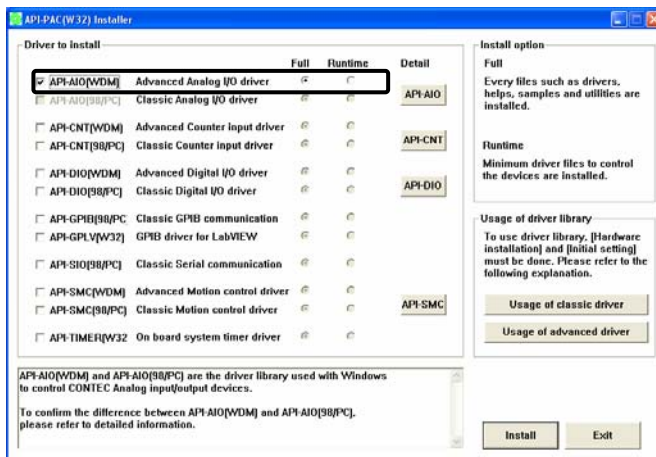 API-PAC(W32) Installer
Driver to install
Full Runtime Detail
API-AIO(WDM) Advanced Analog I/O driver
API-AIO(98/PC) Classic Analog I/O driver
API-AIO
API-CNT(WDM) Advanced Counter input driver
API-CNT(98/PC) Classic Counter input driver
API-CNT
API-DIO(WDM) Advanced Digital I/O driver
API-DIO(98/PC) Classic Digital I/O driver
API-DIO
API-GPIB(98/PC Classic GPIB communication
API-GPLV(W32) GPIB driver for LabVIEW
API-SIO(98/PC) Classic Serial communication
API-SMC(WDM) Advanced Motion control driver
API-SMC(98/PC) Classic Motion control driver
API-SMC
API-TIMER(W32 On board system timer driver
Install option
Full
Every files such as drivers,
helps, samples and utilities are
installed.
Runtime
Minimum driver files to control
the devices are installed.
Usage of driver library
To use driver library, [Hardware
installation] and [Initial setting]
must be done. Please refer to the
following explanation.
Usage of classic driver
Usage of advanced driver
API-AIO(WDM) and API-AIO(98/PC) are the driver library used with Windows
to control CONTEC Analog input/output devices.
To confirm the difference between API-AIO(WDM) and API-AIO(98/PC),
please refer to detailed information.
Install Exit